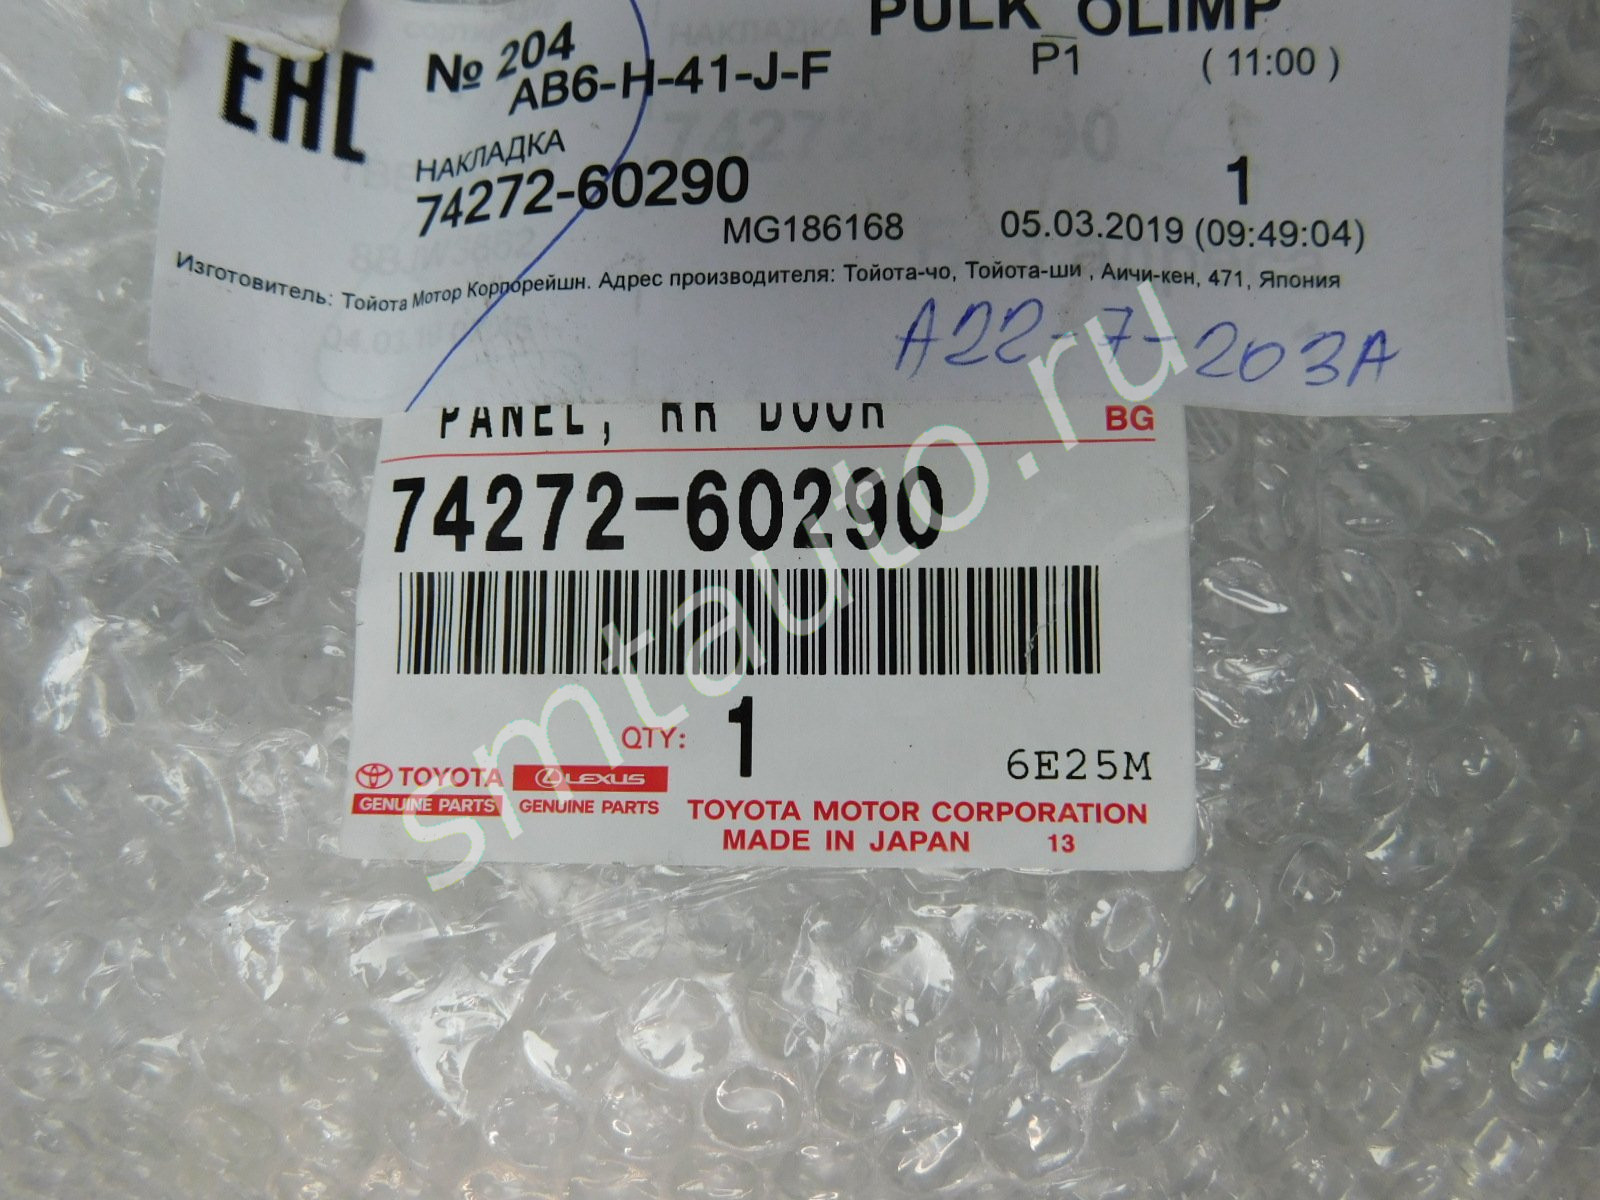 PULK OLIMP
EAC
№ 204
P1 ( 11:00 )
AB6-H-41-J-F
НАКЛАДКА
74272-60290
1
MG186168 05.03.2019 (09:49:04)
Изготовитель: Тойота Мотор Корпорейшн. Адрес производителя: Тойота-чо, Тойота-ши , Аичи-кен, 471, Япония
A22-7-203A
PANEL, RR DOOR BG
74272-60290
QTY: 1
6E25M
TOYOTA LEXUS
GENUINE PARTS GENUINE PARTS
TOYOTA MOTOR CORPORATION
MADE IN JAPAN 13
smtauto.ru